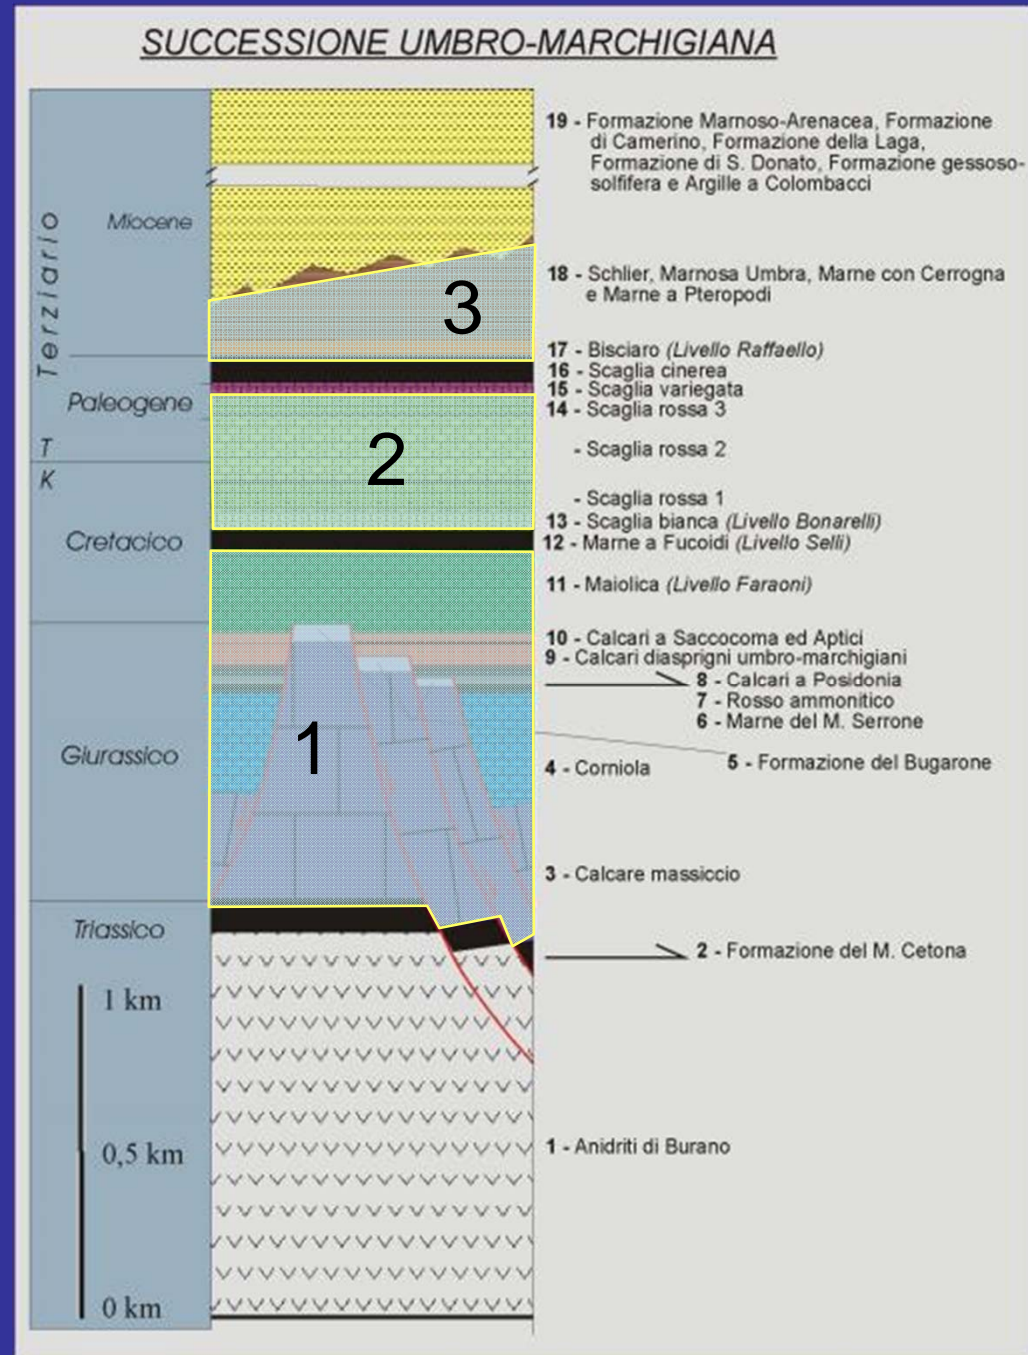 SUCCESSIONE UMBRO-MARCHIGIANA
19 - Formazione Marnoso-Arenacea, Formazione
di Camerino, Formazione della Laga,
Formazione di S. Donato, Formazione gessoso-
solfifera e Argille a Colombacci
Terziario
Miocene
18 - Schlier, Marnosa Umbra, Marne con Cerrogna
e Marne a Pteropodi
3
17 - Bisciaro (Livello Raffaello)
16 - Scaglia cinerea
15 - Scaglia variegata
Paleogene
14 - Scaglia rossa 3
T
- Scaglia rossa 2
2
K
- Scaglia rossa 1
13 - Scaglia bianca (Livello Bonarelli)
Cretacico
12 - Marne a Fucoidi (Livello Selli)
11 - Maiolica (Livello Faraoni)
10 - Calcari a Saccocoma ed Aptici
9 - Calcari diasprigni umbro-marchigiani
8 - Calcari a Posidonia
7 - Rosso ammonitico
6 - Marne del M. Serrone
Giurassico
1
5 - Formazione del Bugarone
4 - Corniola
3 - Calcare massiccio
Triassico
2 - Formazione del M. Cetona
1 km
0,5 km
1 - Anidriti di Burano
0 km